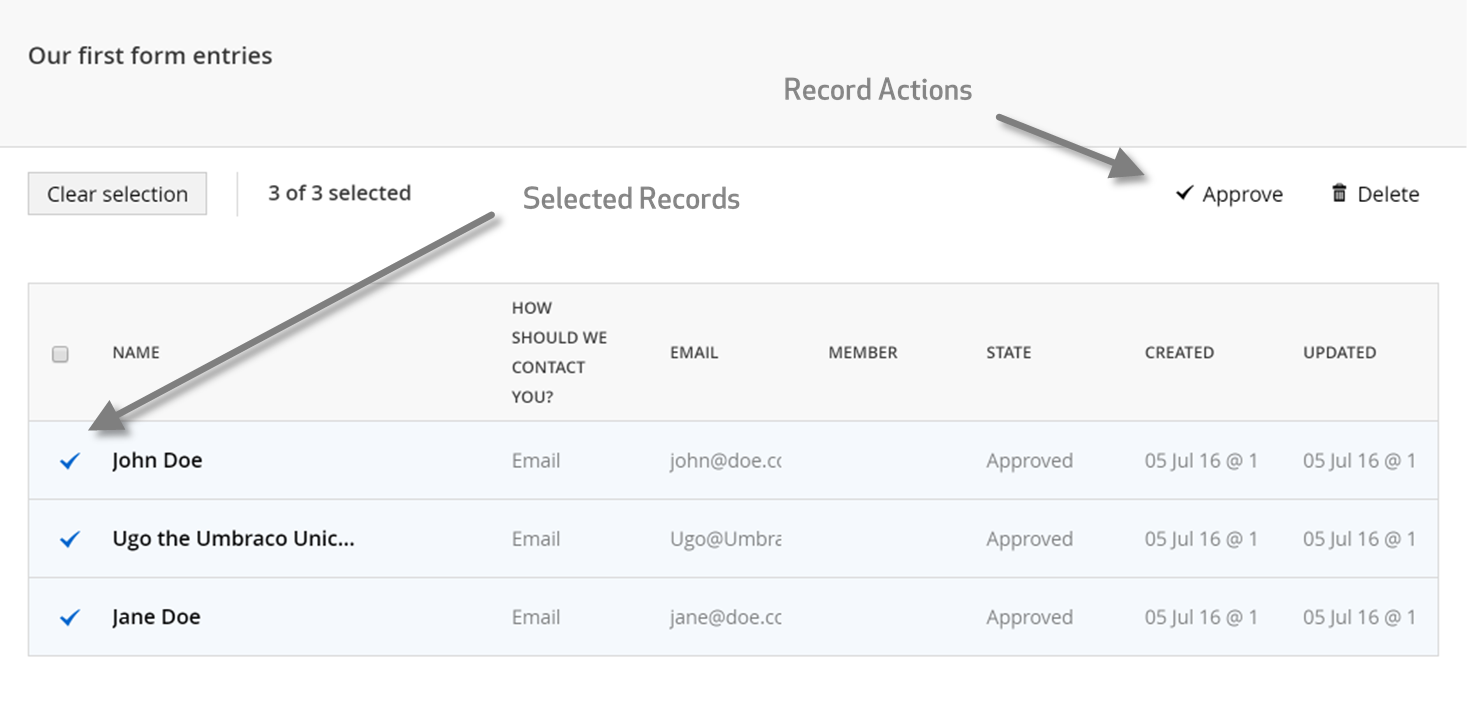 Our first form entries
Record Actions
Clear selection
3 of 3 selected
Selected Records
Approve
Delete
NAME
HOW
SHOULD WE
CONTACT
YOU?
EMAIL
MEMBER
STATE
CREATED
UPDATED
John Doe Email john@doe.cc Approved 05 Jul 16 @ 1 05 Jul 16 @ 1
Ugo the Umbraco Unic... Email Ugo@Umbra Approved 05 Jul 16 @ 1 05 Jul 16 @ 1
Jane Doe Email jane@doe.cc Approved 05 Jul 16 @ 1 05 Jul 16 @ 1